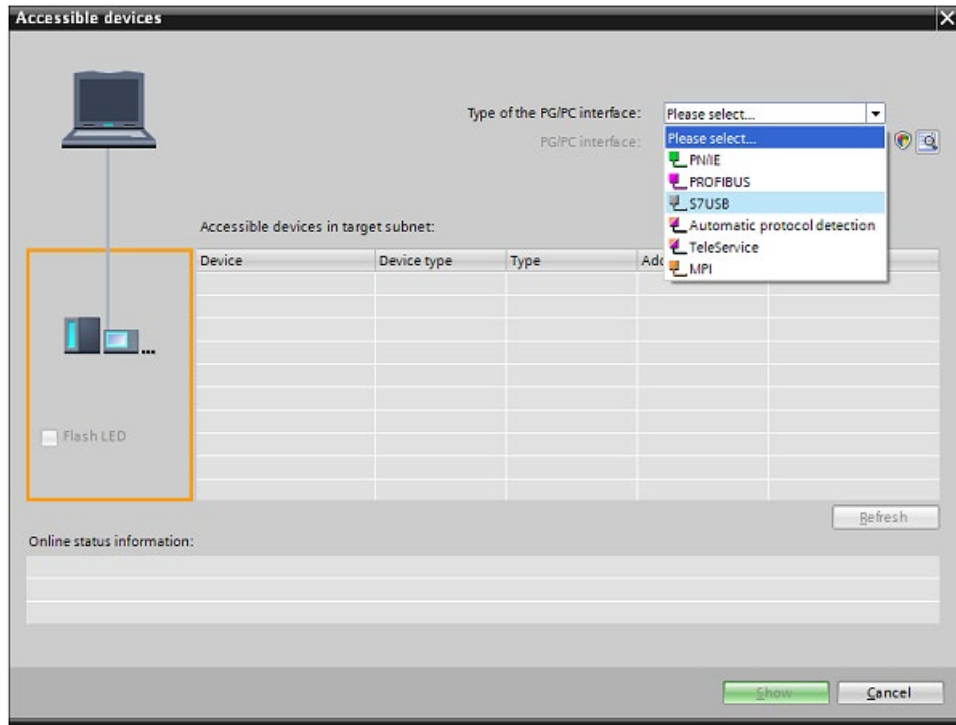 Accessible devices
Type of the PG/PC interface: Please select...
PG/PC interface:
Please select...
PN/IE
PROFIBUS
S7USB
Automatic protocol detection
TeleService
MPI
Accessible devices in target subnet:
Device Device type Type
...
Flash LED
Refresh
Online status information:
Show Cancel